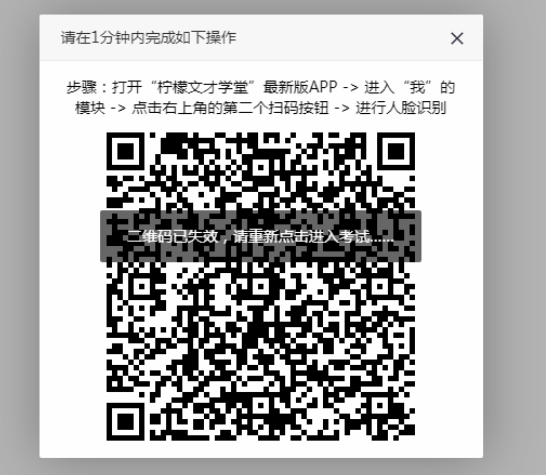 请在1分钟内完成如下操作
步骤：打开“柠檬文才学堂”最新版APP -> 进入“我”的
模块 -> 点击右上角的第二个扫码按钮 -> 进行人脸识别
二维码已失效，请重新点击进入考试......